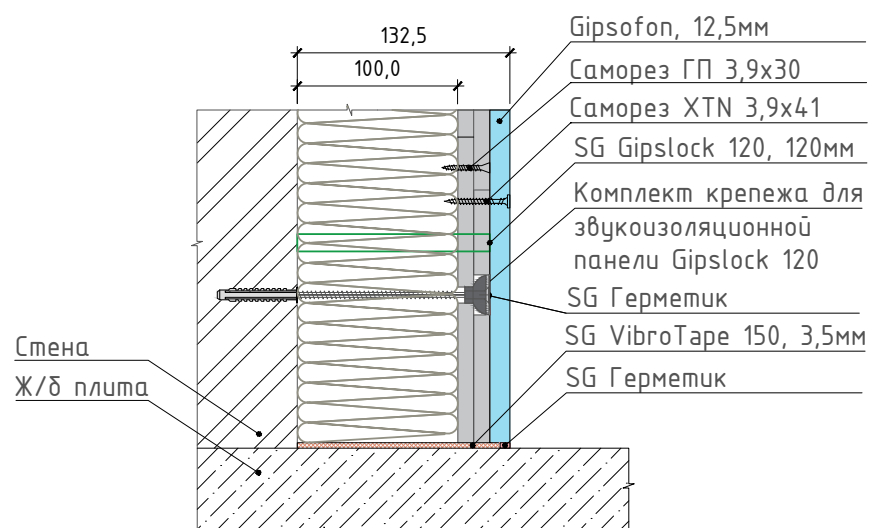 132,5
100,0
Gipsofon, 12,5мм
Саморез ГП 3,9х30
Саморез XTN 3,9х41
SG Gipslock 120, 120мм
Комплект крепежа для
звукоизоляционной
панели Gipslock 120
SG Герметик
SG VibroTape 150, 3,5мм
SG Герметик
Стена
Ж/б плита